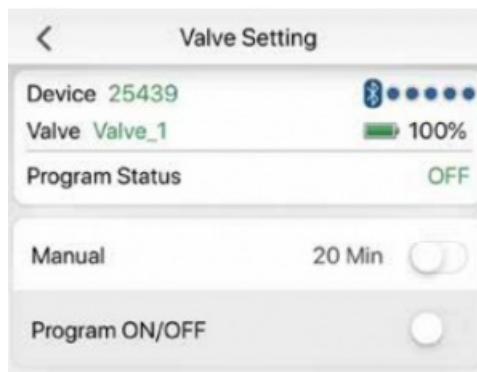 Valve Setting
Device 25439
Valve Valve_1 100%
Program Status OFF
Manual 20 Min
Program ON/OFF